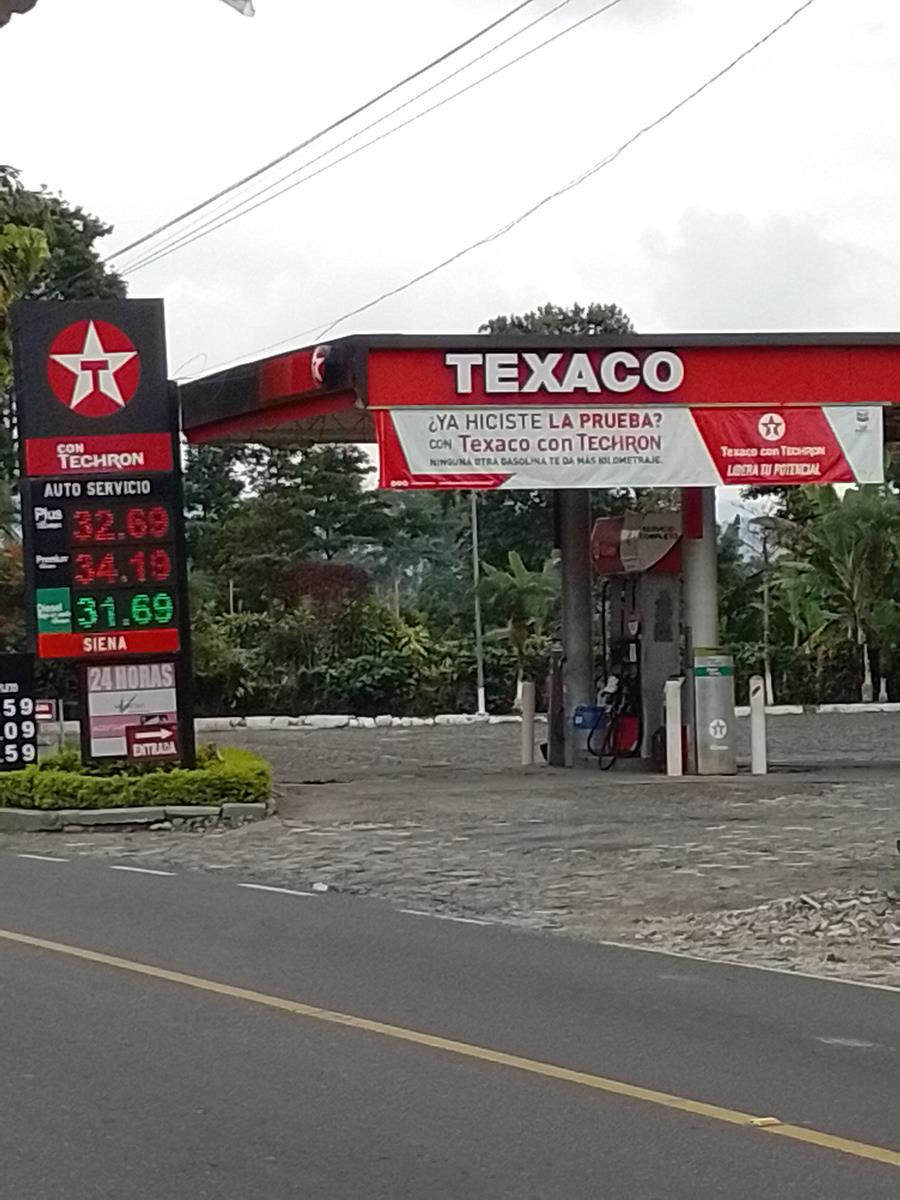 T
CON
TECHRON
AUTO SERVICIO
Plus
32.69
34.19
Diesel
31.69
SIENA
24 HORAS
ENTRADA
59
.09
.59
TEXACO
¿YA HICISTE LA PRUEBA?
CON Texaco con TECHRON
NINGUNA OTRA GASOLINA TE DA MÁS KILOMETRAJE.
Texaco con TECHRON
LIBERA TU POTENCIAL
SERVICIO
COMPLETO